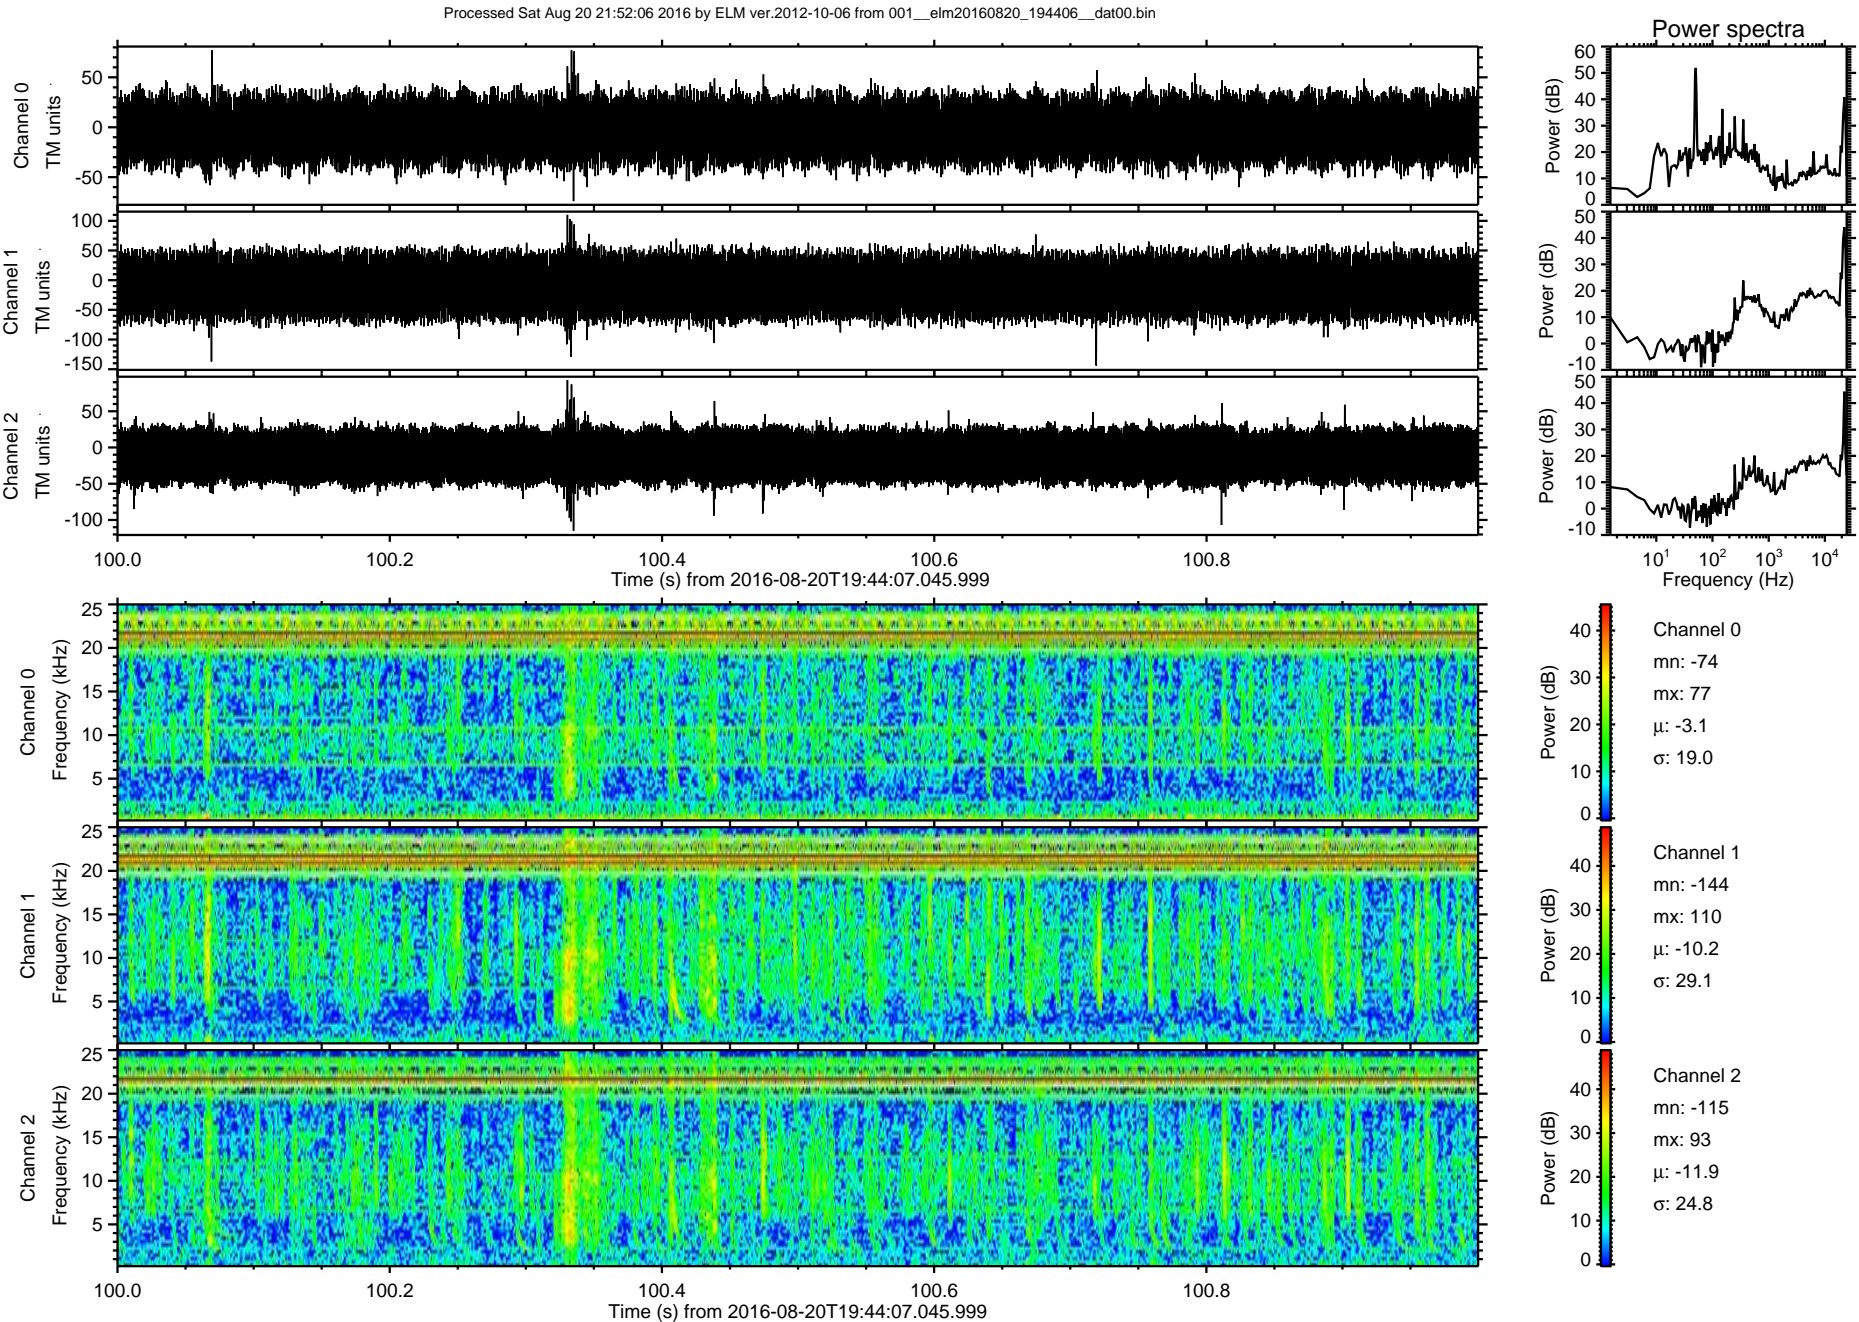 Processed Sat Aug 20 21:52:06 2016 by ELM ver.2012-10-06 from 001__elm20160820_194406__dat00.bin
Power spectra
Channel 0
TM units
50
0
-50
Power (dB)
60
50
40
30
20
10
0
Channel 1
TM units
100
50
0
-50
-100
-150
Power (dB)
50
40
30
20
10
0
-10
Channel 2
TM units
50
0
-50
-100
Power (dB)
50
40
30
20
10
0
-10
100.0 100.2 100.4 100.6 100.8
Time (s) from 2016-08-20T19:44:07.045.999
10¹ 10² 10³ 10⁴
Frequency (Hz)
Channel 0
Frequency (kHz)
25
20
15
10
5
Power (dB)
40
30
20
10
0
Channel 0
mn: -74
mx: 77
μ: -3.1
σ: 19.0
Channel 1
Frequency (kHz)
25
20
15
10
5
Power (dB)
40
30
20
10
0
Channel 1
mn: -144
mx: 110
μ: -10.2
σ: 29.1
Channel 2
Frequency (kHz)
25
20
15
10
5
Power (dB)
40
30
20
10
0
Channel 2
mn: -115
mx: 93
μ: -11.9
σ: 24.8
100.0 100.2 100.4 100.6 100.8
Time (s) from 2016-08-20T19:44:07.045.999